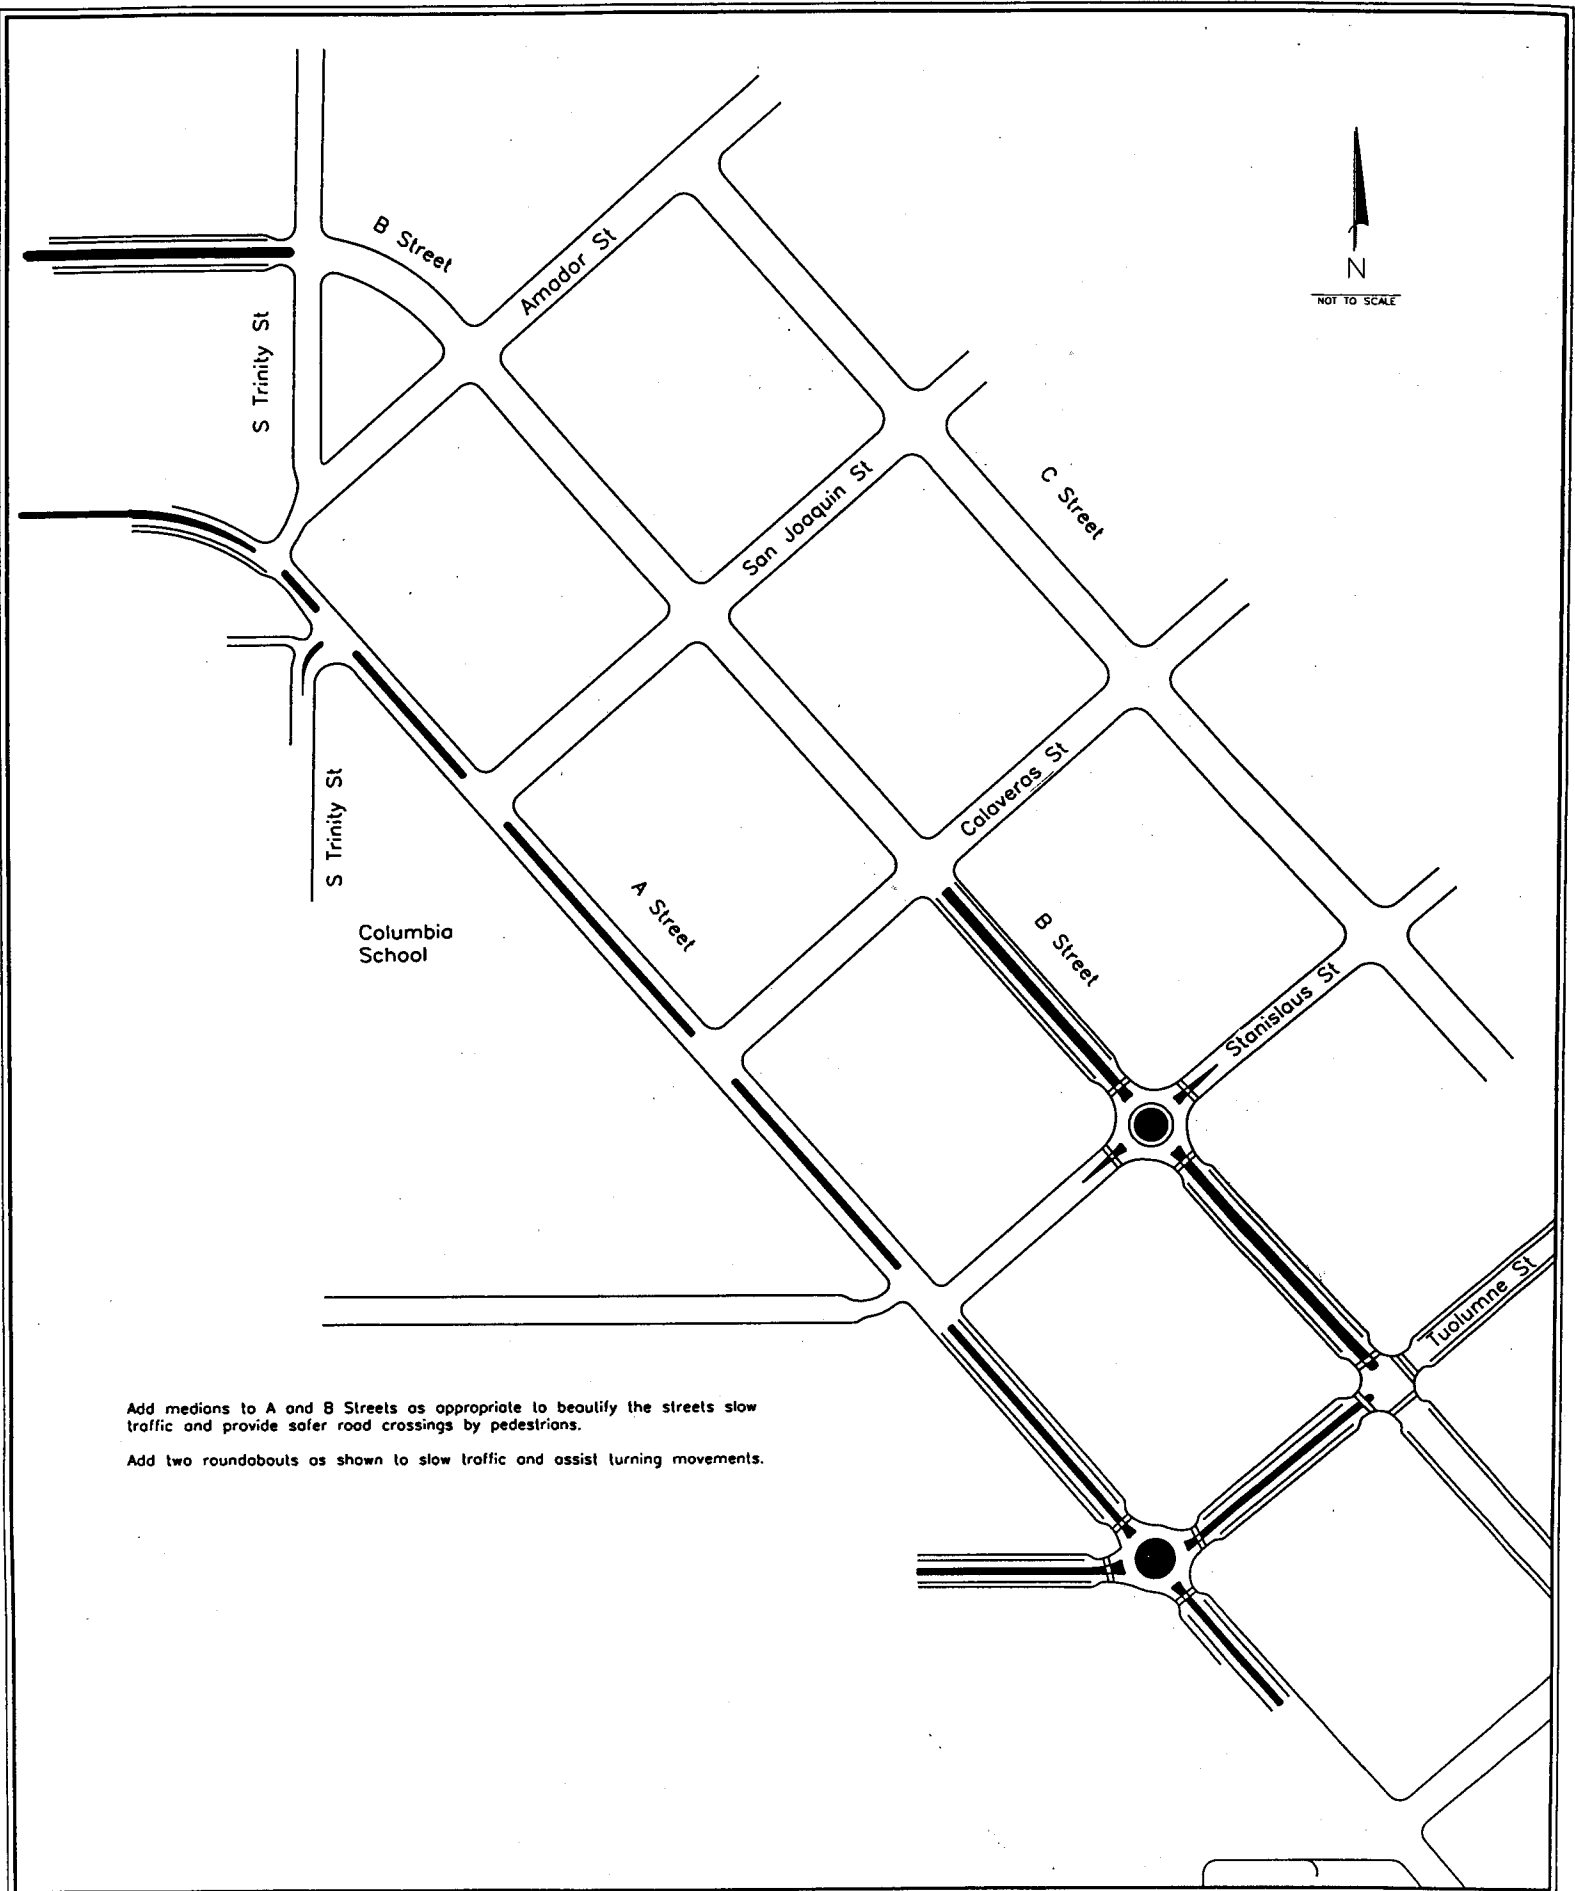 B Street
Amador St
N
NOT TO SCALE
S Trinity St
San Joaquin St
C Street
Calaveras St
S Trinity St
A Street
B Street
Columbia
School
Stanislaus St
Tuolumne St
Add medians to A and B Streets as appropriate to beautify the streets slow
traffic and provide safer road crossings by pedestrians.
Add two roundabouts as shown to slow traffic and assist turning movements.